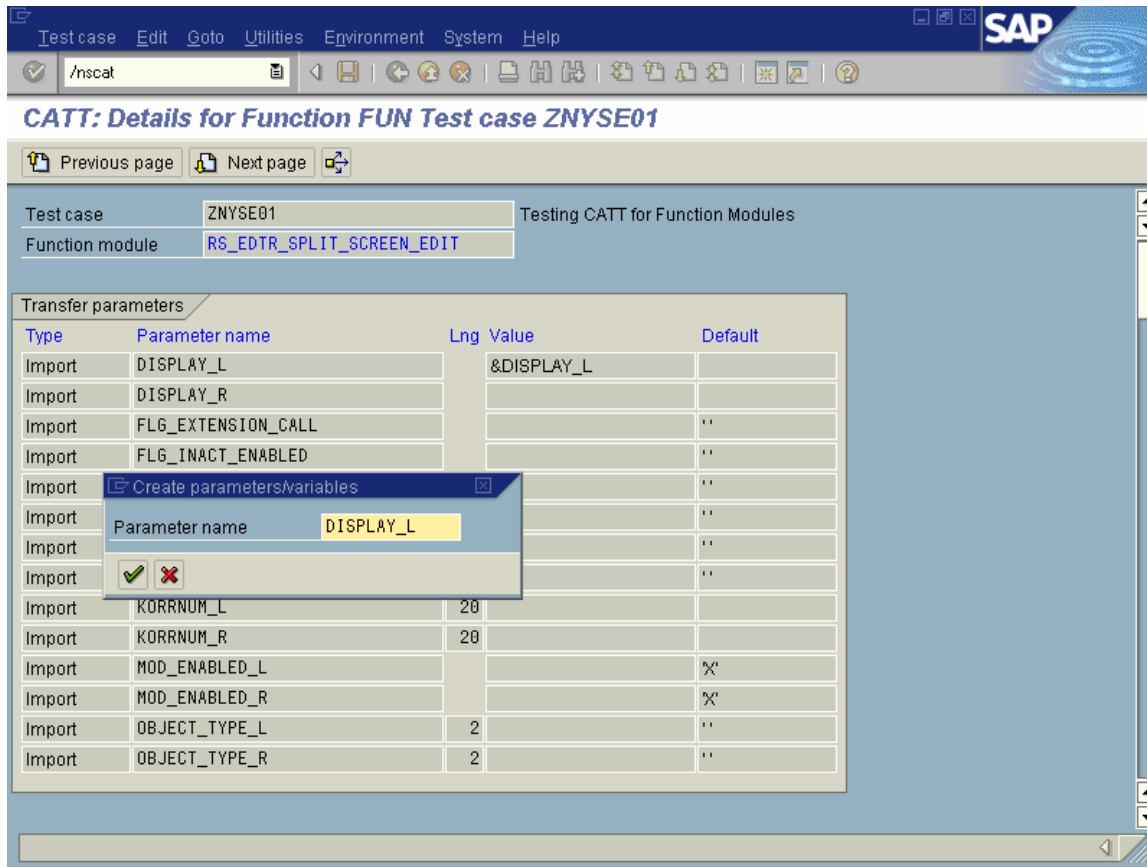 Test case Edit Goto Utilities Environment System Help
SAP
/nscat
CATT: Details for Function FUN Test case ZNYSE01
Previous page Next page
Test case ZNYSE01 Testing CATT for Function Modules
Function module RS_EDTR_SPLIT_SCREEN_EDIT
Transfer parameters
Type Parameter name Lng Value Default
Import DISPLAY_L &DISPLAY_L
Import DISPLAY_R
Import FLG_EXTENSION_CALL ''
Import FLG_INACT_ENABLED ''
Import Create parameters/variables ''
Import Parameter name DISPLAY_L ''
Import ''
Import ''
Import KORRNUM_L 20
Import KORRNUM_R 20
Import MOD_ENABLED_L 'X'
Import MOD_ENABLED_R 'X'
Import OBJECT_TYPE_L 2 ''
Import OBJECT_TYPE_R 2 ''